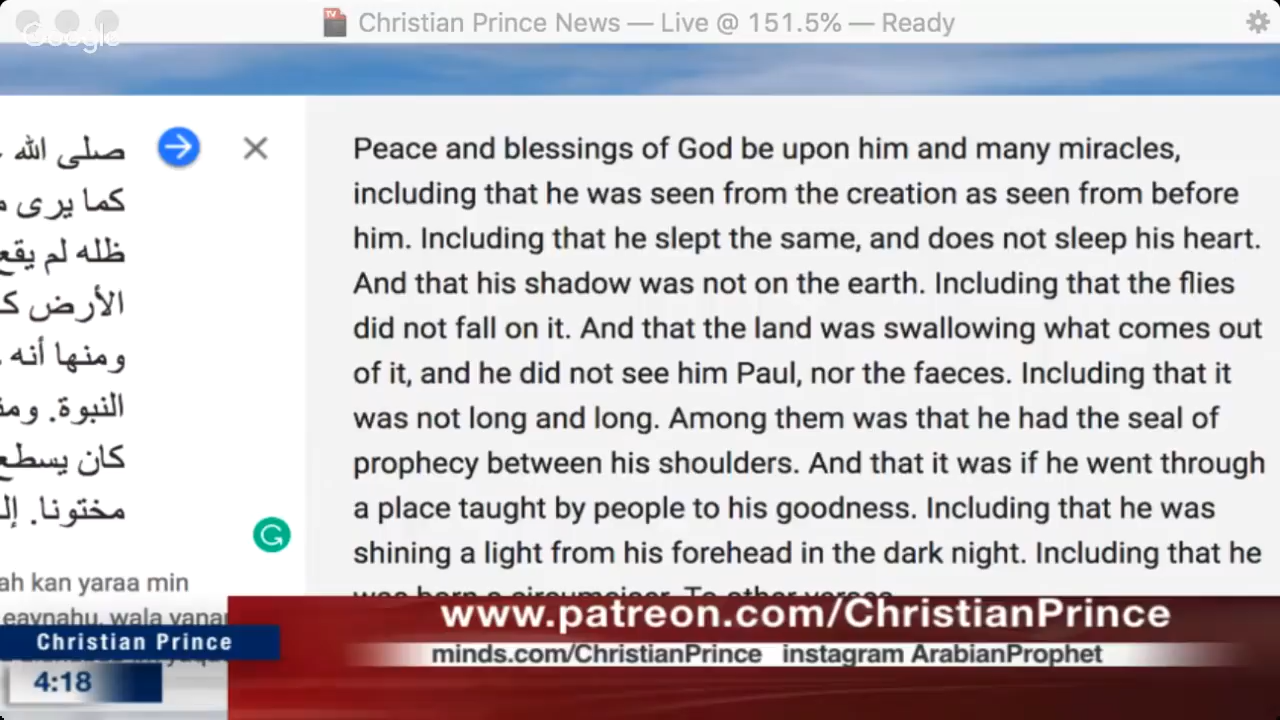 Google
Christian Prince News — Live @ 151.5% — Ready
صلى الله
كما يرى
ظله لم يقع
الأرض
ومنها أنه
النبوة.
كان يسطع
مختونا.
ah kan yaraa min
eaynahu, wala yanar
Peace and blessings of God be upon him and many miracles,
including that he was seen from the creation as seen from before
him. Including that he slept the same, and does not sleep his heart.
And that his shadow was not on the earth. Including that the flies
did not fall on it. And that the land was swallowing what comes out
of it, and he did not see him Paul, nor the faeces. Including that it
was not long and long. Among them was that he had the seal of
prophecy between his shoulders. And that it was if he went through
a place taught by people to his goodness. Including that he was
shining a light from his forehead in the dark night. Including that he
www.patreon.com/ChristianPrince
minds.com/ChristianPrince instagram ArabianProphet
Christian Prince
4:18